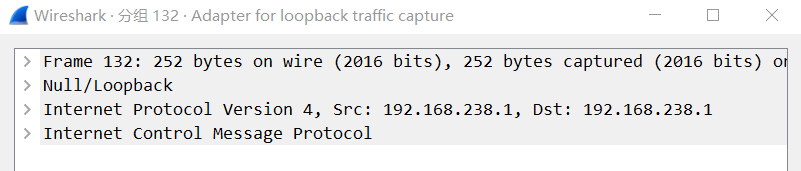 Wireshark · 分组 132 · Adapter for loopback traffic capture
Frame 132: 252 bytes on wire (2016 bits), 252 bytes captured (2016 bits) on
Null/Loopback
Internet Protocol Version 4, Src: 192.168.238.1, Dst: 192.168.238.1
Internet Control Message Protocol